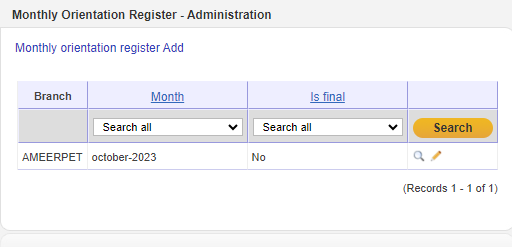 Monthly Orientation Register - Administration
Monthly orientation register Add
Branch Month Is final
Search all Search all Search
AMEERPET october-2023 No
(Records 1 - 1 of 1)